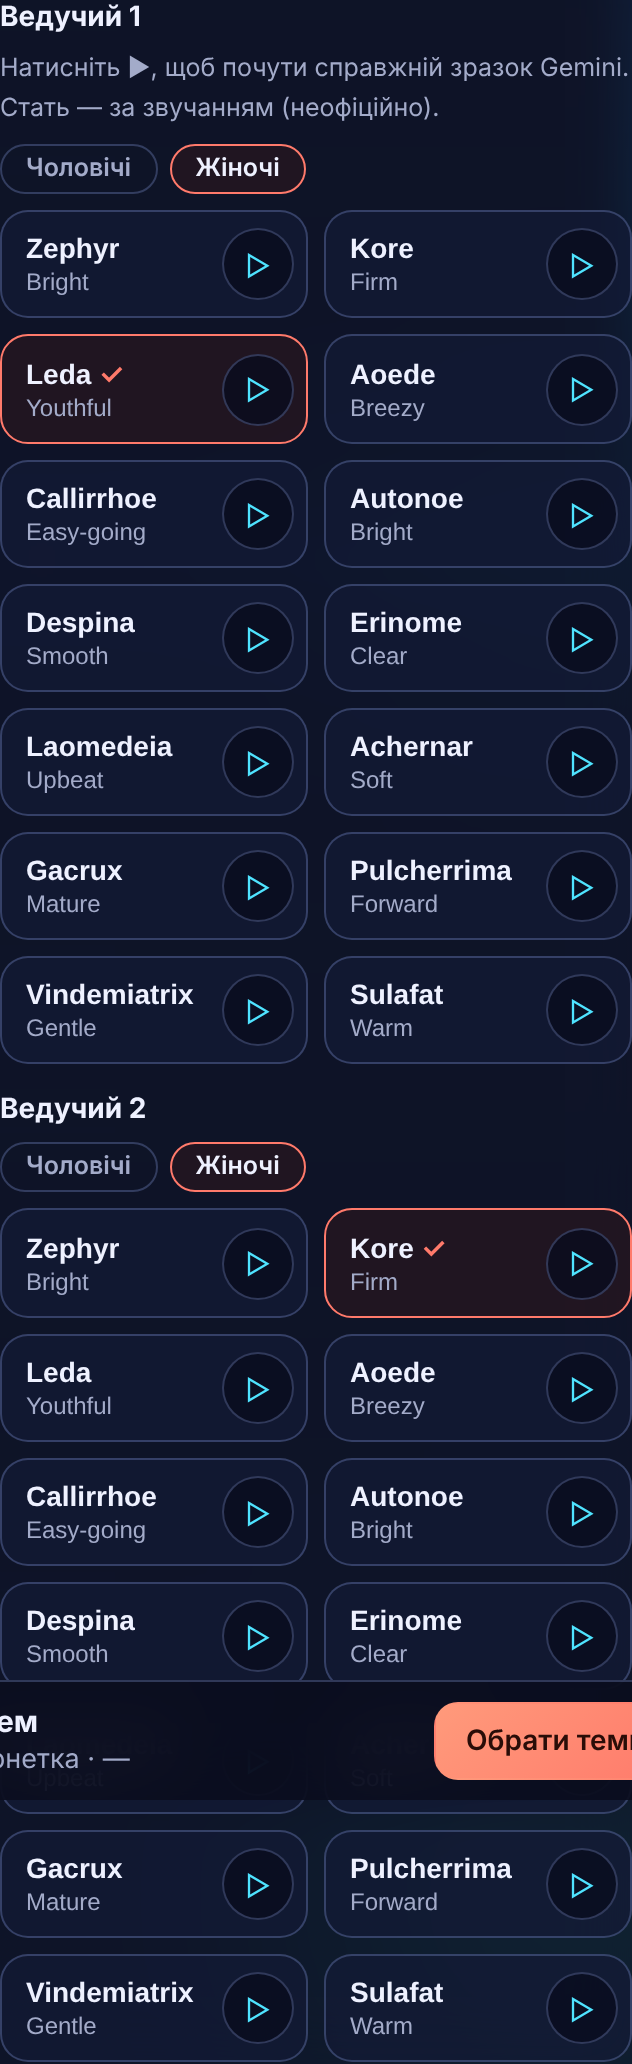 Ведучий 1
Натисніть ▶, щоб почути справжній зразок Gemini.
Стать — за звучанням (неофіційно).
Чоловічі Жіночі
Zephyr Kore
Bright Firm
Leda ✓ Aoede
Youthful Breezy
Callirrhoe Autonoe
Easy-going Bright
Despina Erinome
Smooth Clear
Laomedeia Achernar
Upbeat Soft
Gacrux Pulcherrima
Mature Forward
Vindemiatrix Sulafat
Gentle Warm
Ведучий 2
Чоловічі Жіночі
Zephyr Kore ✓
Bright Firm
Leda Aoede
Youthful Breezy
Callirrhoe Autonoe
Easy-going Bright
Despina Erinome
Smooth Clear
ем Обрати
онетка · —
Upbeat Soft
Gacrux Pulcherrima
Mature Forward
Vindemiatrix Sulafat
Gentle Warm